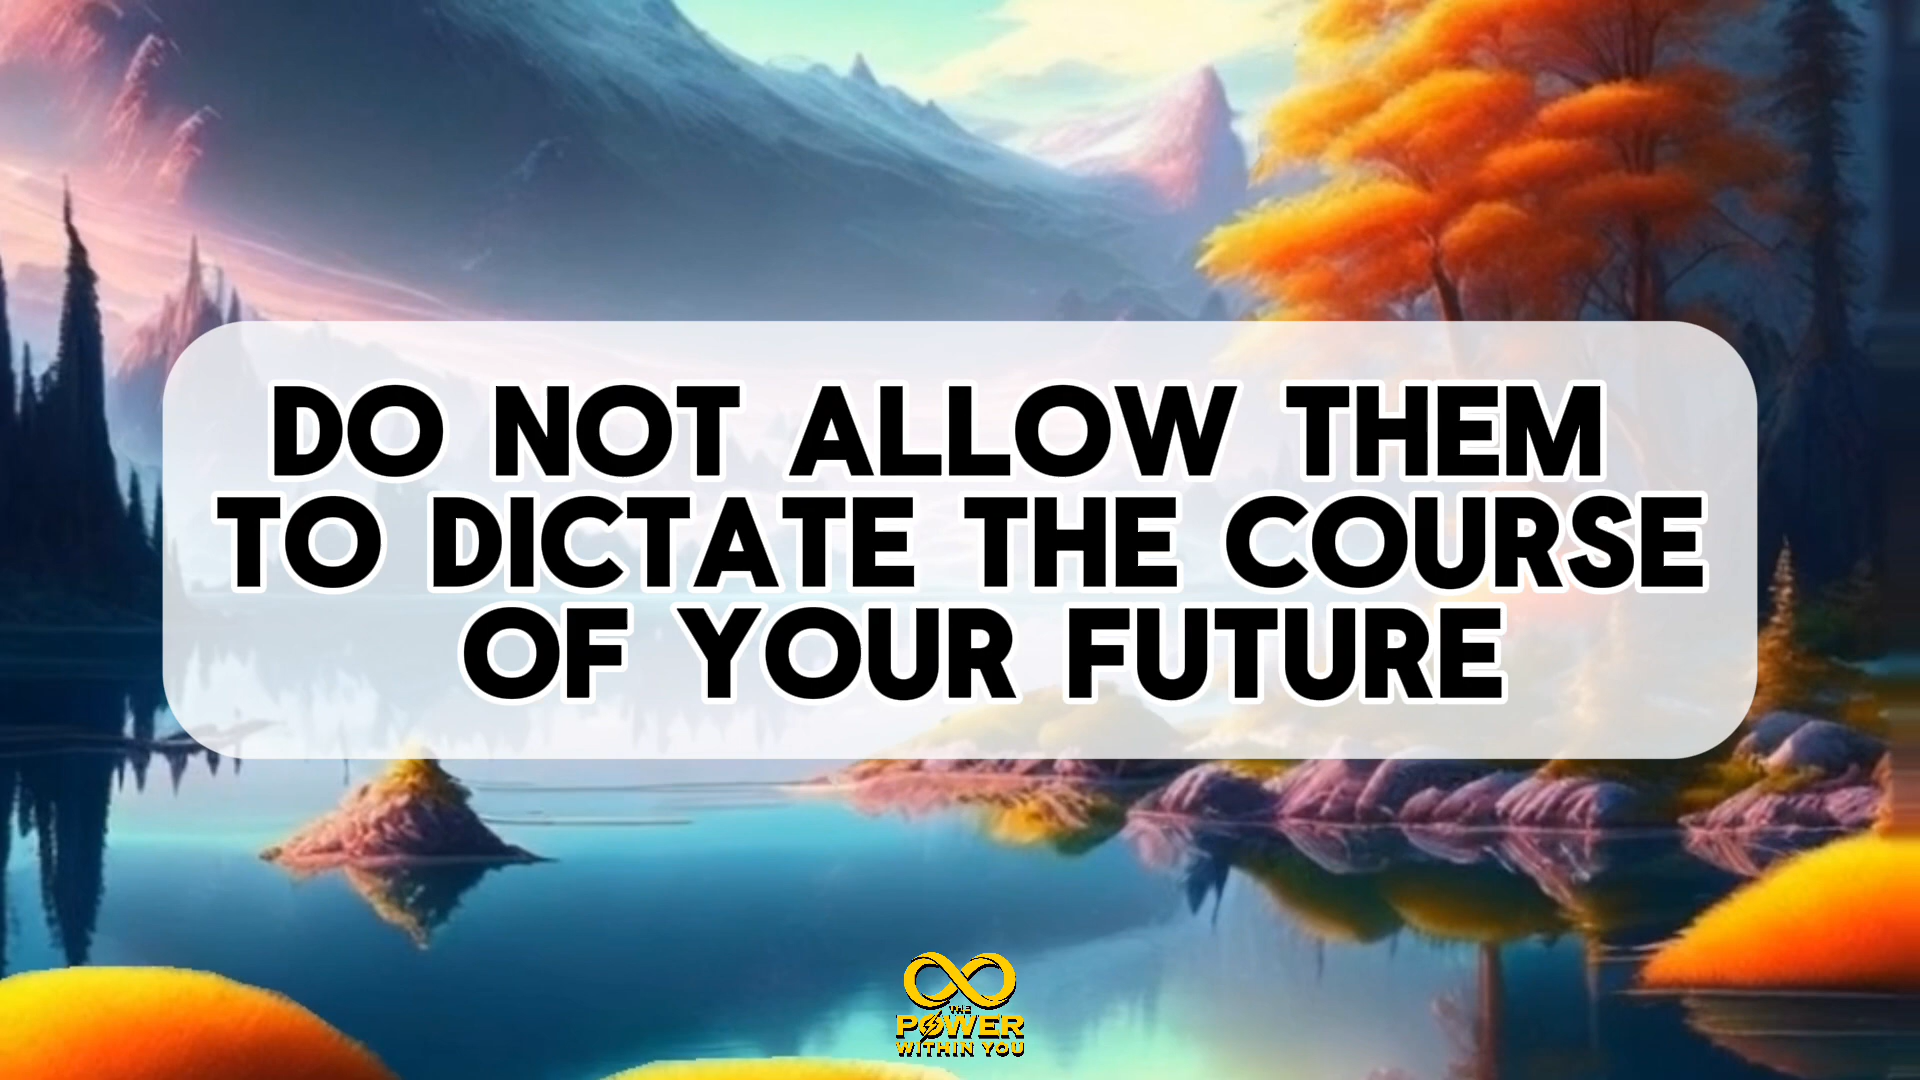 DO NOT ALLOW THEM
TO DICTATE THE COURSE
OF YOUR FUTURE
THE
POWER
WITHIN YOU